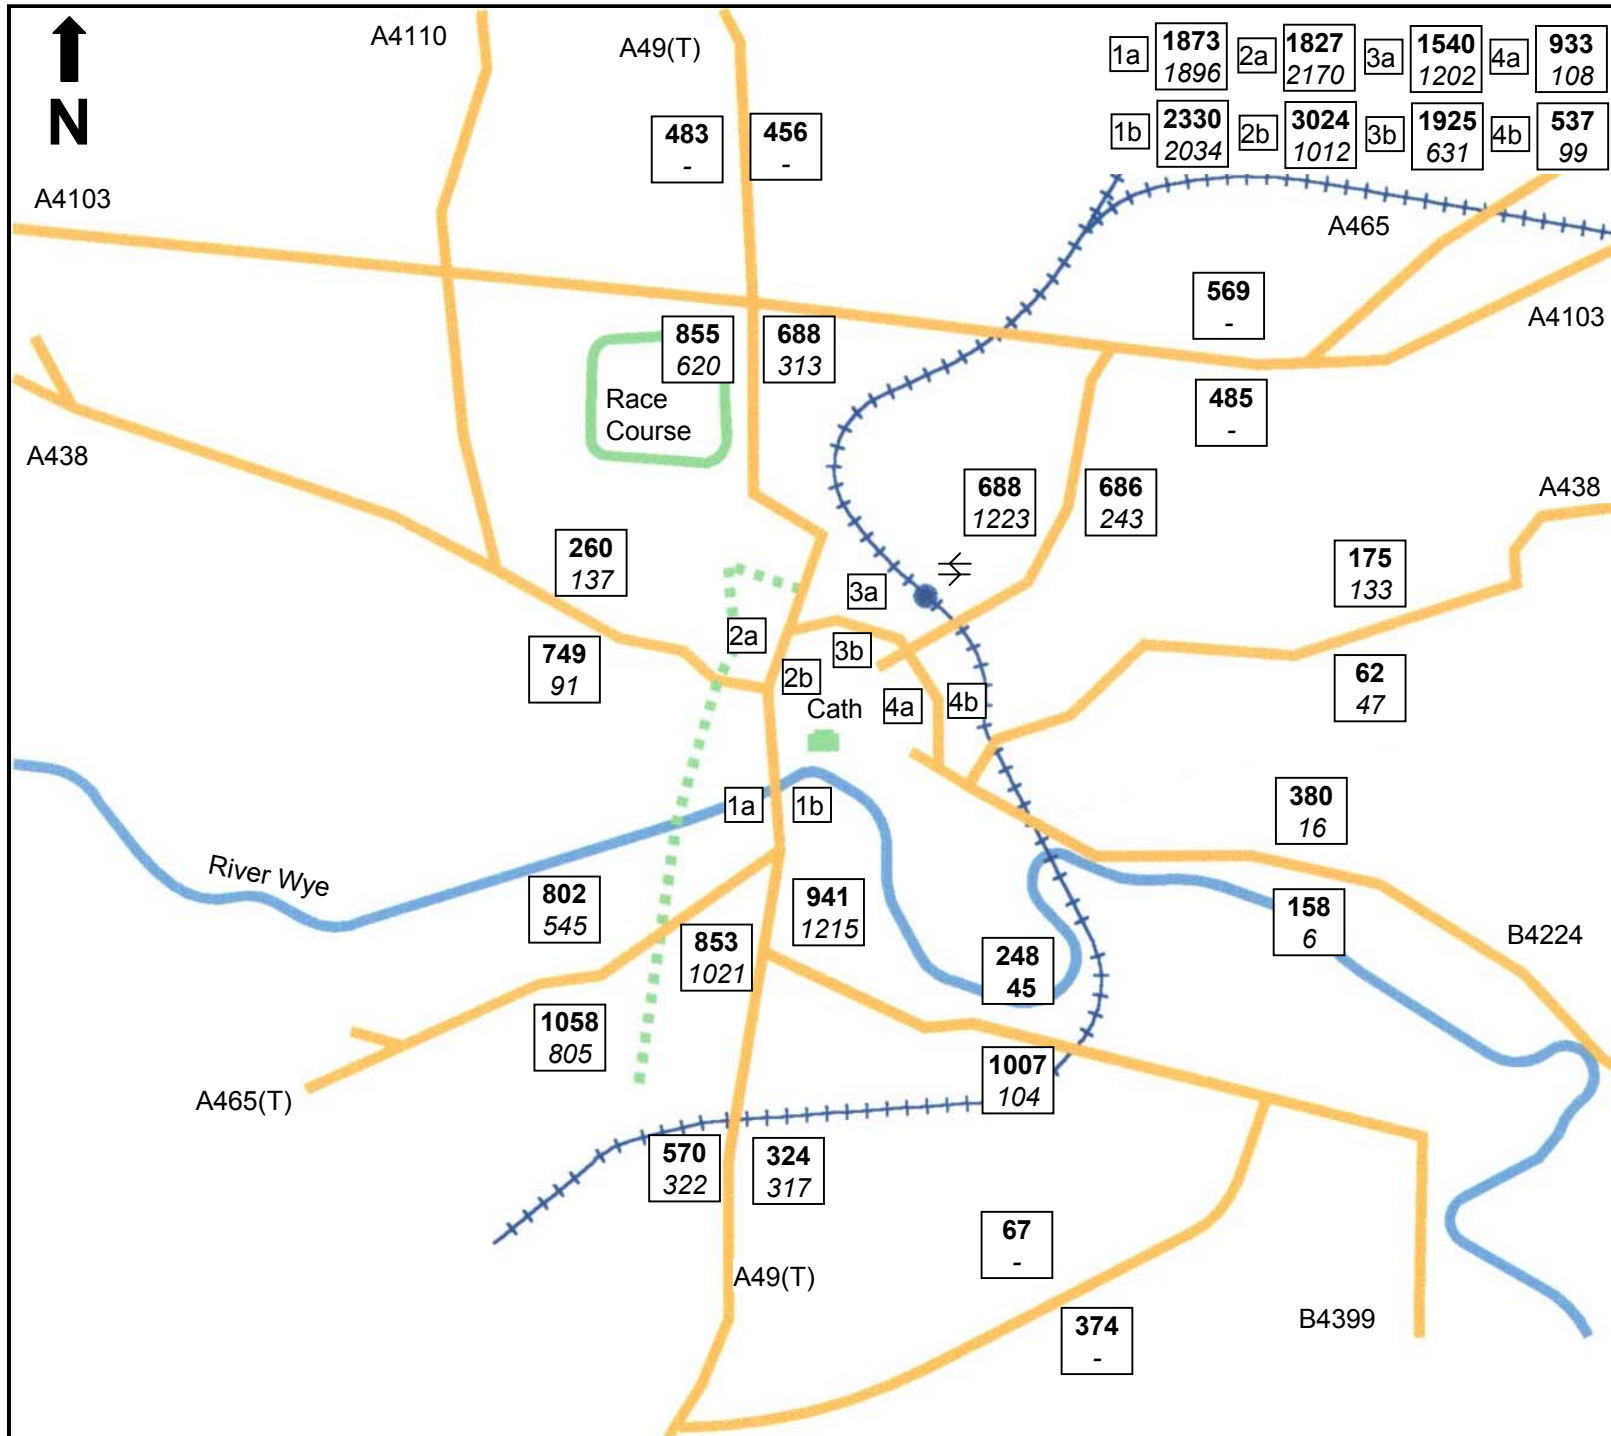 A4110
A49(T)
1a 1873 2a 1827 3a 1540 4a 933
1896 2170 1202 108
N
1b 2330 2b 3024 3b 1925 4b 537
2034 1012 631 99
483 456
- -
A4103
A465
569
-
A4103
855 688
620 313
Race
Course
485
-
A438
688 686
1223 243
A438
260
137
175
133
3a
2a
3b
749
91
2b
62
47
Cath
4a
4b
1a
1b
380
16
River Wye
802
545
941
1215
158
6
B4224
853
1021
248
45
1058
805
1007
104
A465(T)
570 324
322 317
67
-
A49(T)
374
-
B4399